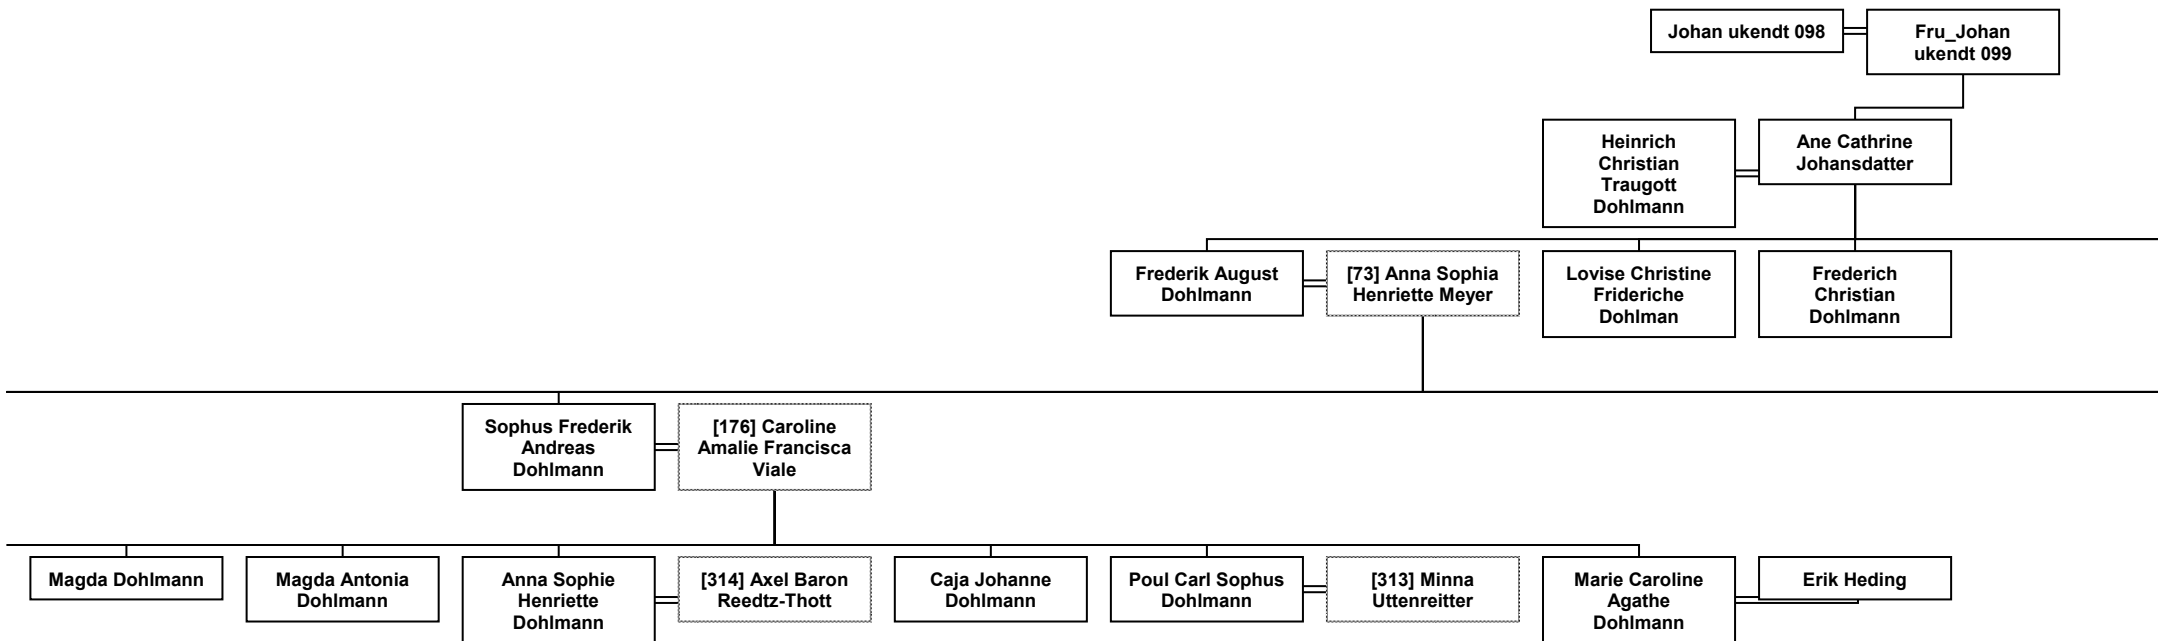 Johan ukendt 098
Fru_Johan
ukendt 099
Heinrich
Christian
Traugott
Dohlmann
Ane Cathrine
Johansdatter
Frederik August
Dohlmann
[73] Anna Sophia
Henriette Meyer
Lovise Christine
Frideriche
Dohlman
Frederich
Christian
Dohlmann
Sophus Frederik
Andreas
Dohlmann
[176] Caroline
Amalie Francisca
Viale
Magda Dohlmann
Magda Antonia
Dohlmann
Anna Sophie
Henriette
Dohlmann
[314] Axel Baron
Reedtz-Thott
Caja Johanne
Dohlmann
Poul Carl Sophus
Dohlmann
[313] Minna
Uttenreitter
Marie Caroline
Agathe
Dohlmann
Erik Heding